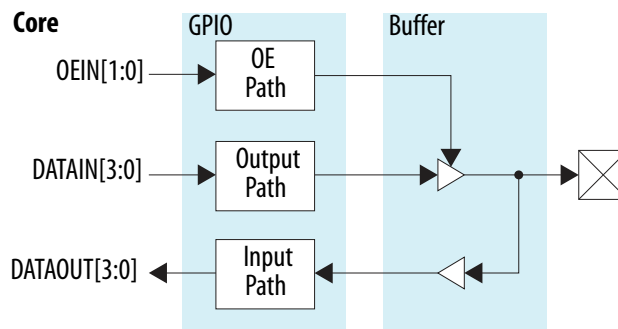 Core
GPIO
Buffer
OEIN[1:0]
OE
Path
DATAIN[3:0]
Output
Path
DATAOUT[3:0]
Input
Path